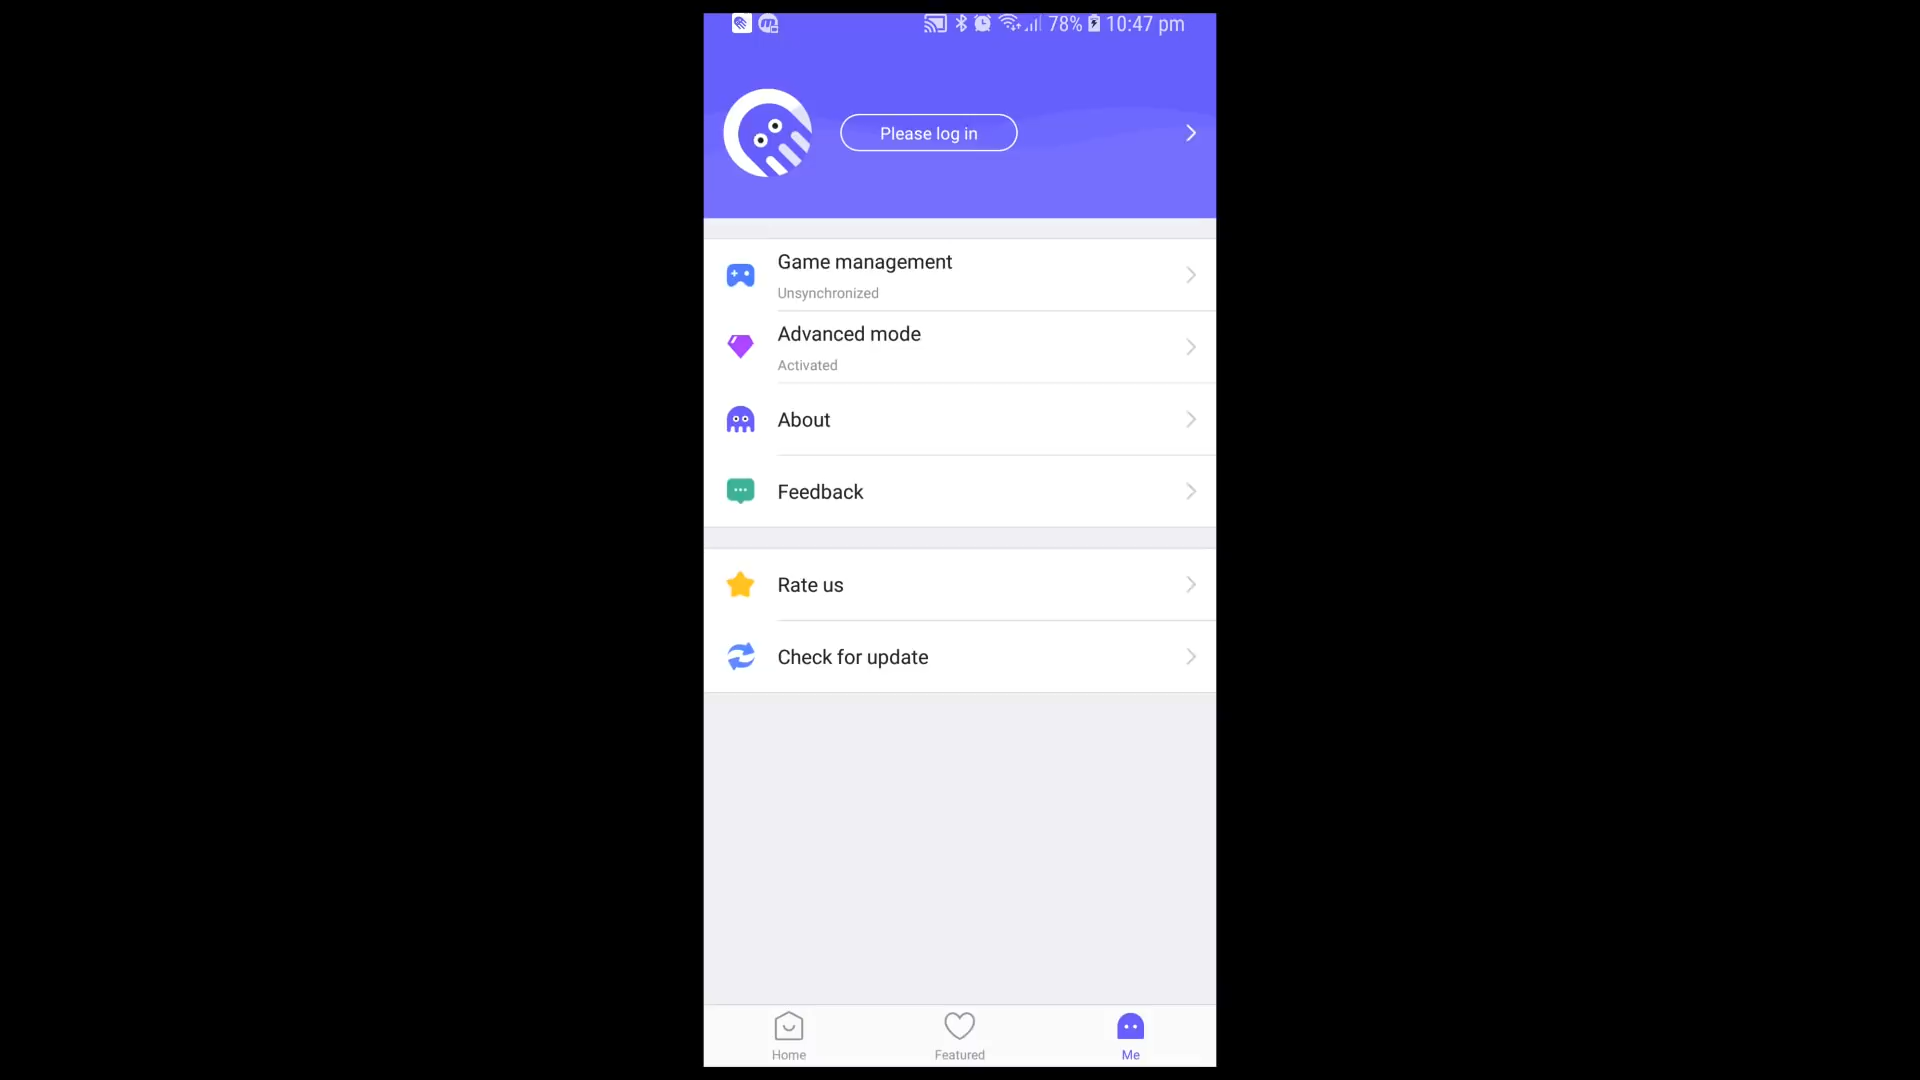 78% 10:47 pm
Please log in
Game management
Unsynchronized
Advanced mode
Activated
About
Feedback
Rate us
Check for update
Home
Featured
Me